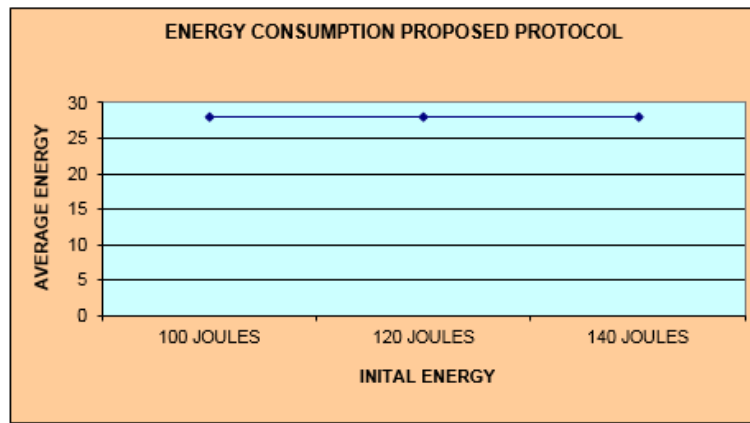 ENERGY CONSUMPTION PROPOSED PROTOCOL
AVERAGE ENERGY
30
25
20
15
10
5
0
100 JOULES
120 JOULES
140 JOULES
INITAL ENERGY